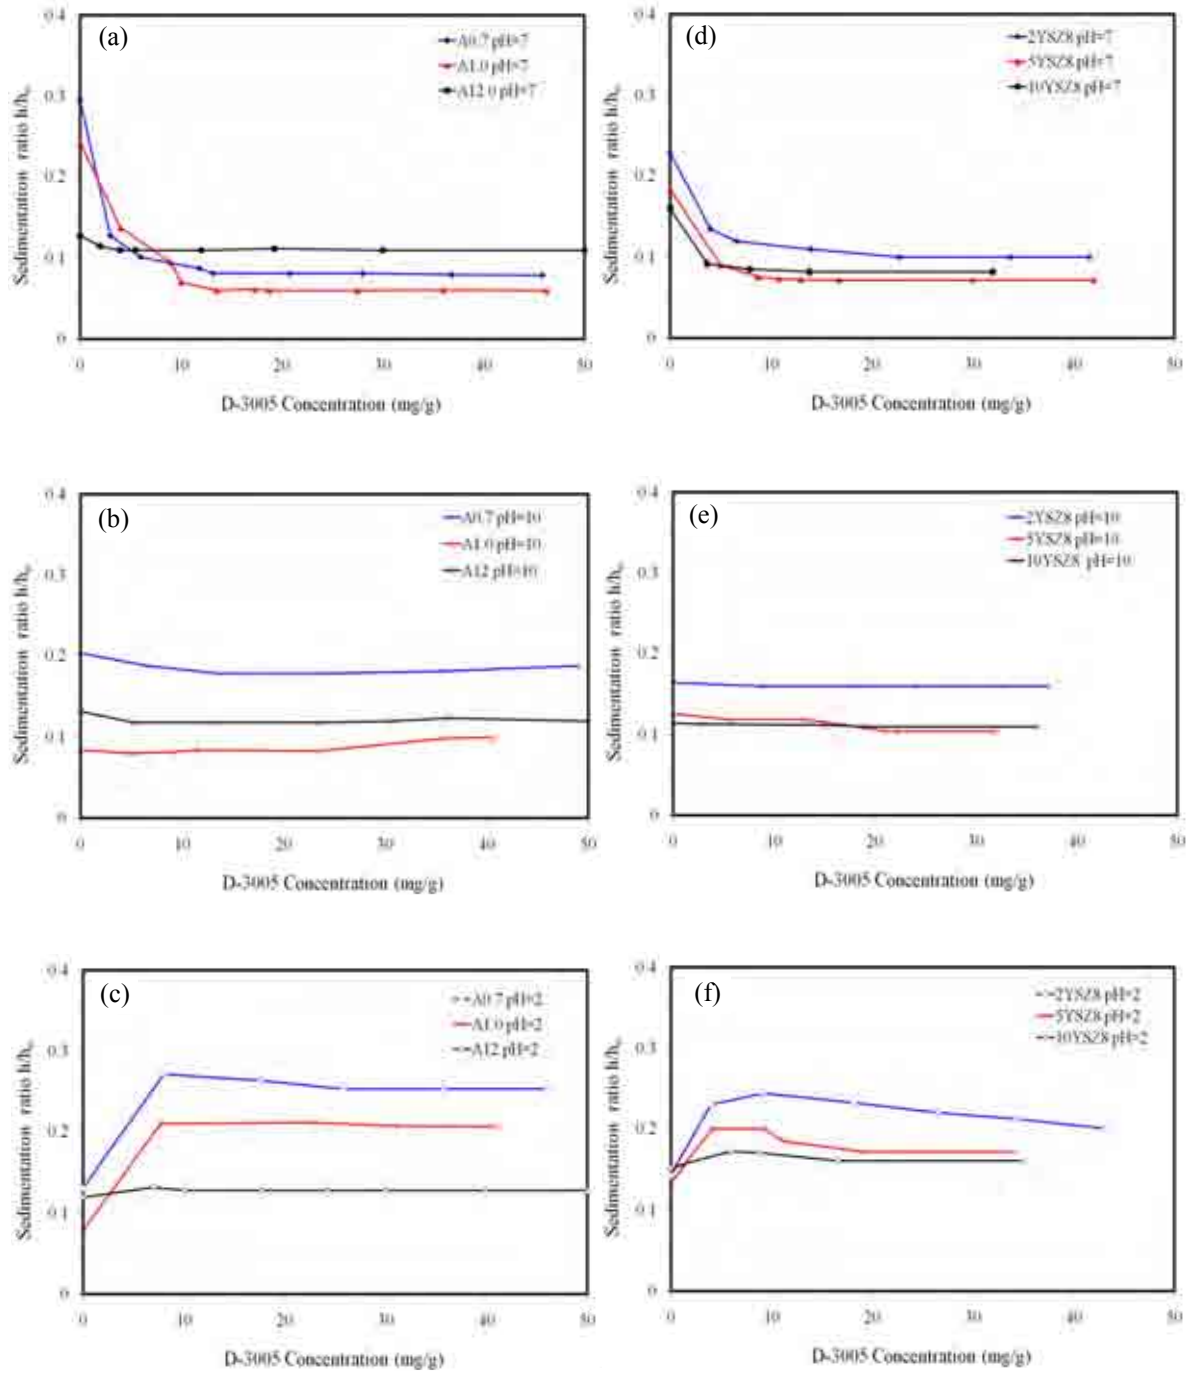 (a)
A0.7 pH=7
A1.0 pH=7
A12.0 pH=7
0.4
0.3
0.2
0.1
0
Sedimentation ratio h/h₀
0 10 20 30 40 50
D-3005 Concentration (mg/g)
(d)
2YSZ8 pH=7
5YSZ8 pH=7
10YSZ8 pH=7
0.4
0.3
0.2
0.1
0
Sedimentation ratio h/h₀
0 10 20 30 40 50
D-3005 Concentration (mg/g)
(b)
A0.7 pH=10
A1.0 pH=10
A12 pH=10
0.4
0.3
0.2
0.1
0
Sedimentation ratio h/h₀
0 10 20 30 40 50
D-3005 Concentration (mg/g)
(e)
2YSZ8 pH=10
5YSZ8 pH=10
10YSZ8 pH=10
0.4
0.3
0.2
0.1
0
Sedimentation ratio h/h₀
0 10 20 30 40 50
D-3005 Concentration (mg/g)
(c)
A0.7 pH=2
A1.0 pH=2
A12 pH=2
0.4
0.3
0.2
0.1
0
Sedimentation ratio h/h₀
0 10 20 30 40 50
D-3005 Concentration (mg/g)
(f)
2YSZ8 pH=2
5YSZ8 pH=2
10YSZ8 pH=2
0.4
0.3
0.2
0.1
0
Sedimentation ratio h/h₀
0 10 20 30 40 50
D-3005 Concentration (mg/g)